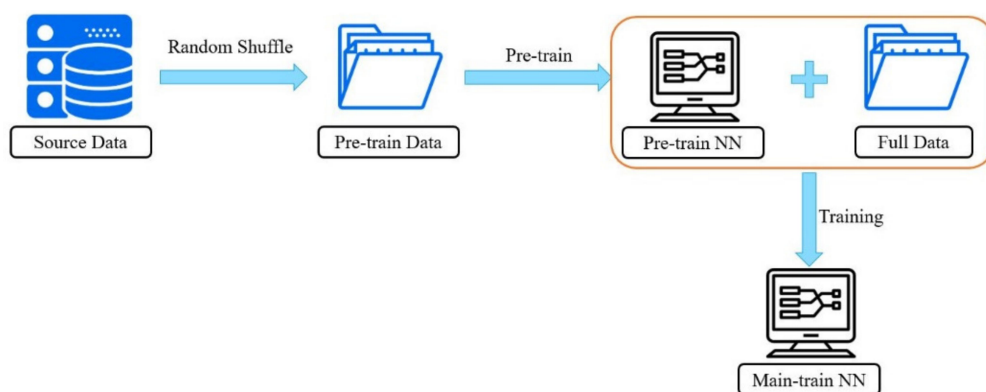 Random Shuffle
Pre-train
Source Data
Pre-train Data
Pre-train NN
Full Data
Training
Main-train NN